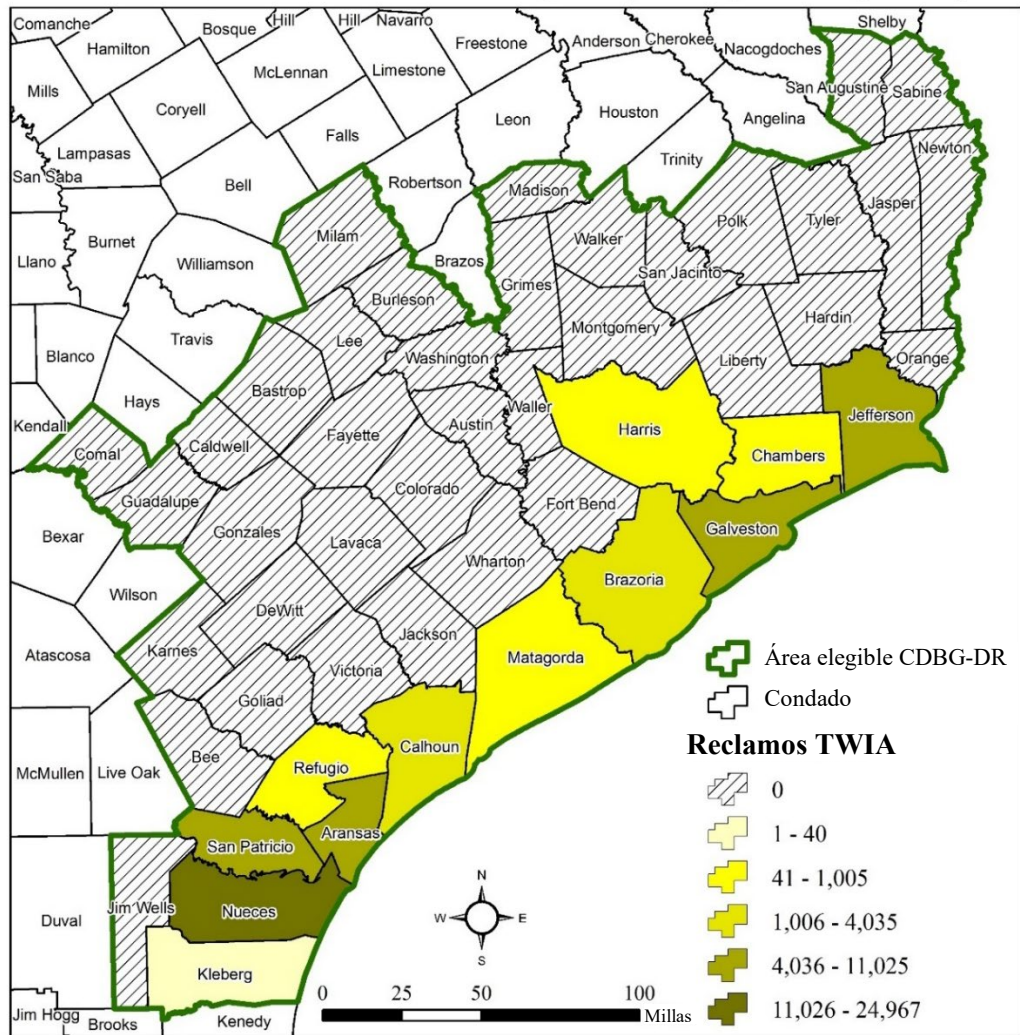 Comanche
Hamilton
Bosque
Hill
Hill
Navarro
Freestone
Anderson
Cherokee
Nacogdoches
Shelby
Mills
McLennan
Limestone
San Augustine
Sabine
Coryell
Falls
Leon
Houston
Angelina
Trinity
Lampasas
San Saba
Bell
Robertson
Madison
Newton
Jasper
Burnet
Milam
Walker
Polk
Tyler
Llano
Williamson
Brazos
Grimes
San Jacinto
Burleson
Montgomery
Hardin
Travis
Lee
Washington
Liberty
Orange
Blanco
Bastrop
Hays
Waller
Jefferson
Kendall
Fayette
Austin
Harris
Caldwell
Comal
Chambers
Colorado
Guadalupe
Fort Bend
Gonzales
Galveston
Bexar
Lavaca
Wharton
Brazoria
Wilson
DeWitt
Jackson
Atascosa
Karnes
Matagorda
Victoria
Goliad
Calhoun
Bee
Refugio
McMullen
Live Oak
Aransas
San Patricio
Duval
Jim Wells
Nueces
Kleberg
Jim Hogg
Brooks
Kenedy
N
W E
S
0 25 50 100
Millas
Área elegible CDBG-DR
Condado
Reclamos TWIA
0
1 - 40
41 - 1,005
1,006 - 4,035
4,036 - 11,025
11,026 - 24,967